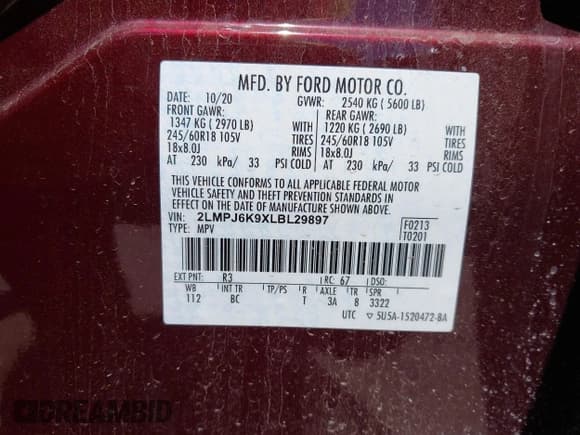 MFD. BY FORD MOTOR CO.
DATE: 10/20 GVWR: 2540 KG ( 5600 LB)
FRONT GAWR: REAR GAWR:
1347 KG ( 2970 LB) WITH 1220 KG ( 2690 LB) WITH
245/60R18 105V TIRES 245/60R18 105V TIRES
18x8.0J RIMS 18x8.0J RIMS
AT 230 kPa/ 33 PSI COLD AT 230 kPa/ 33 PSI COLD
THIS VEHICLE CONFORMS TO ALL APPLICABLE FEDERAL MOTOR
VEHICLE SAFETY AND THEFT PREVENTION STANDARDS IN
EFFECT ON THE DATE OF MANUFACTURE SHOWN ABOVE.
VIN: 2LMPJ6K9XLBL29897 F0213
TYPE: MPV T0201
EXT PNT: R3 RC: 67 DSO:
WB INT TR TP/PS R AXLE TR SPR
112 BC T 3A 8 3322
UTC ▽ 5U5A-1520472-BA
DREAMBID